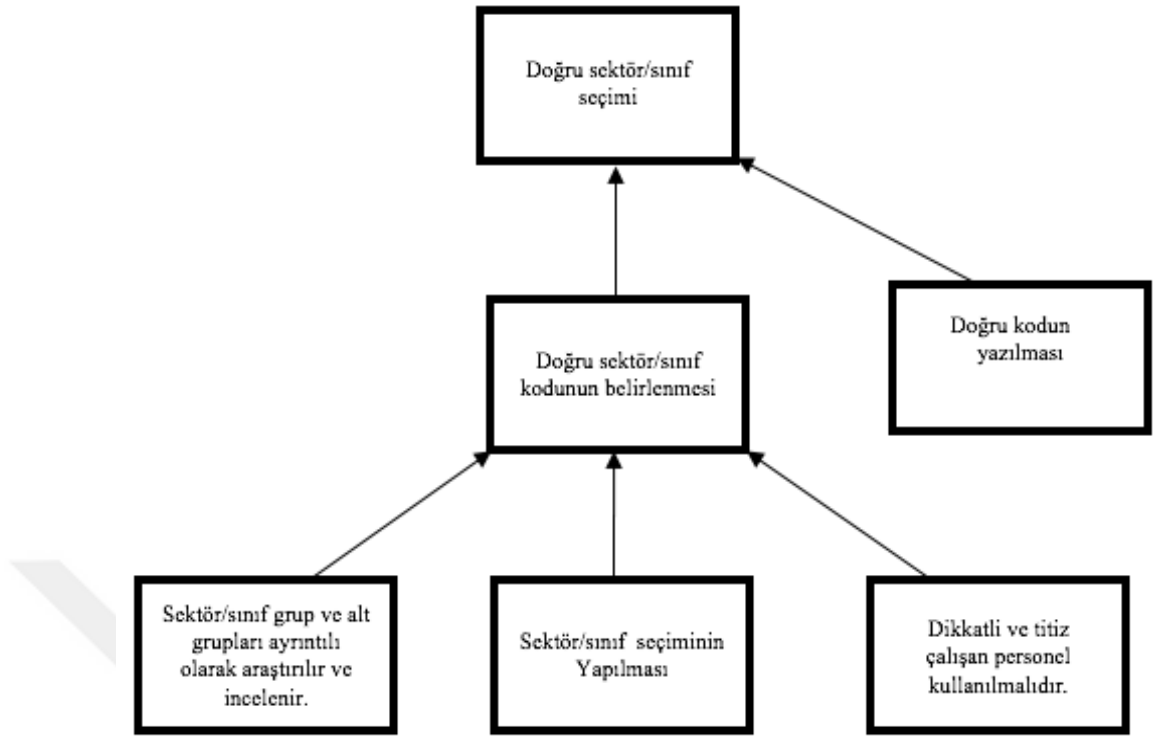 Doğru sektör/sınıf
seçimi
Doğru sektör/sınıf
kodunun belirlenmesi
Doğru kodun
yazılması
Sektör/sınıf grup ve alt
grupları ayrıntılı
olarak araştırılır ve
incelenir.
Sektör/sınıf seçiminin
Yapılması
Dikkatli ve titiz
çalışan personel
kullanılmalıdır.